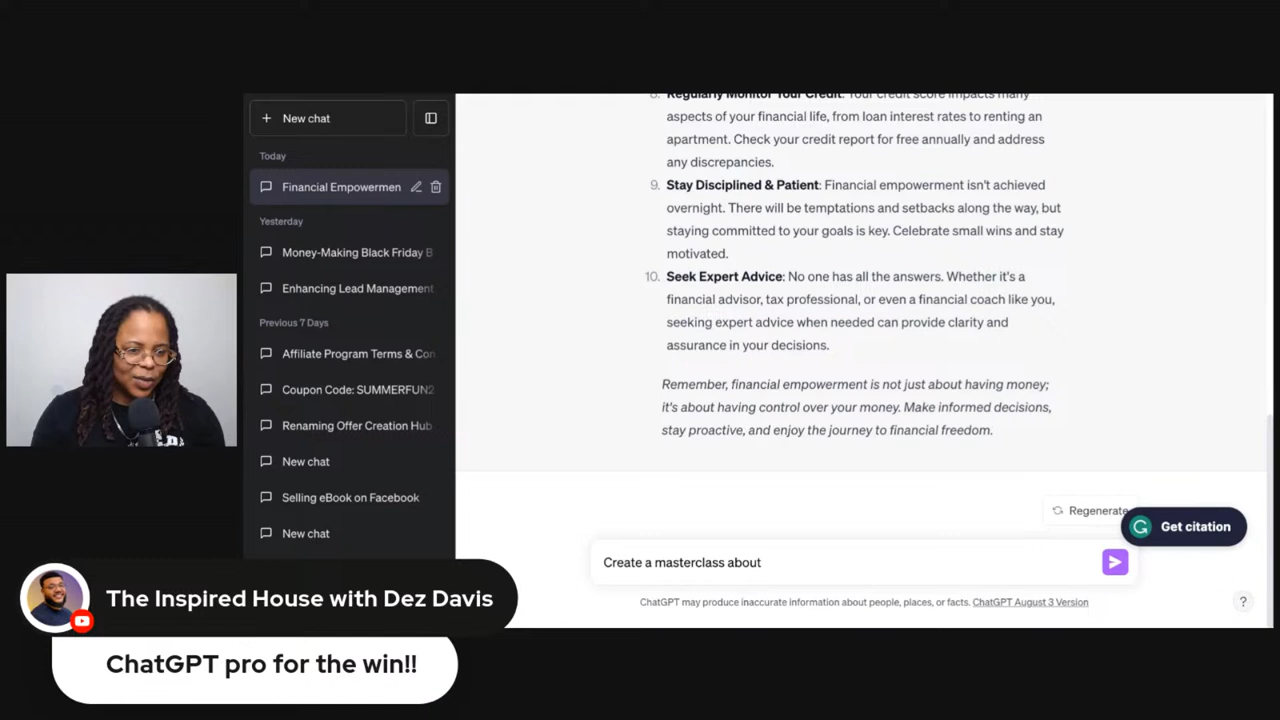 New chat
Today
Financial Empowermen
Yesterday
Money-Making Black Friday B
Enhancing Lead Management
Previous 7 Days
Affiliate Program Terms & Con
Coupon Code: SUMMERFUN2
Renaming Offer Creation Hub
New chat
Selling eBook on Facebook
New chat
8. Regularly Monitor Your Credit: Your credit score impacts many
aspects of your financial life, from loan interest rates to renting an
apartment. Check your credit report for free annually and address
any discrepancies.
9. Stay Disciplined & Patient: Financial empowerment isn't achieved
overnight. There will be temptations and setbacks along the way, but
staying committed to your goals is key. Celebrate small wins and stay
motivated.
10. Seek Expert Advice: No one has all the answers. Whether it's a
financial advisor, tax professional, or even a financial coach like you,
seeking expert advice when needed can provide clarity and
assurance in your decisions.
Remember, financial empowerment is not just about having money;
it's about having control over your money. Make informed decisions,
stay proactive, and enjoy the journey to financial freedom.
Regenerate
Get citation
Create a masterclass about
ChatGPT may produce inaccurate information about people, places, or facts. ChatGPT August 3 Version
?
The Inspired House with Dez Davis
ChatGPT pro for the win!!